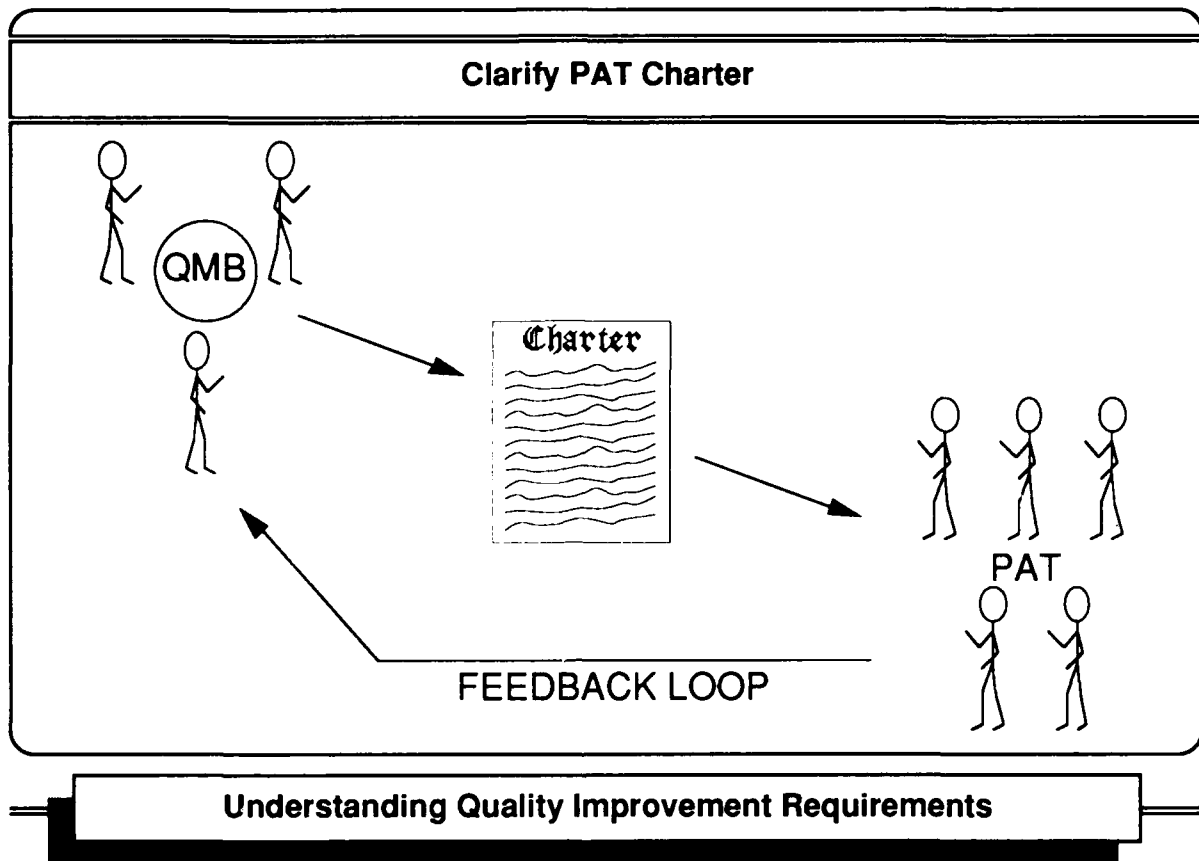 Clarify PAT Charter
QMB
Charter
PAT
FEEDBACK LOOP
Understanding Quality Improvement Requirements